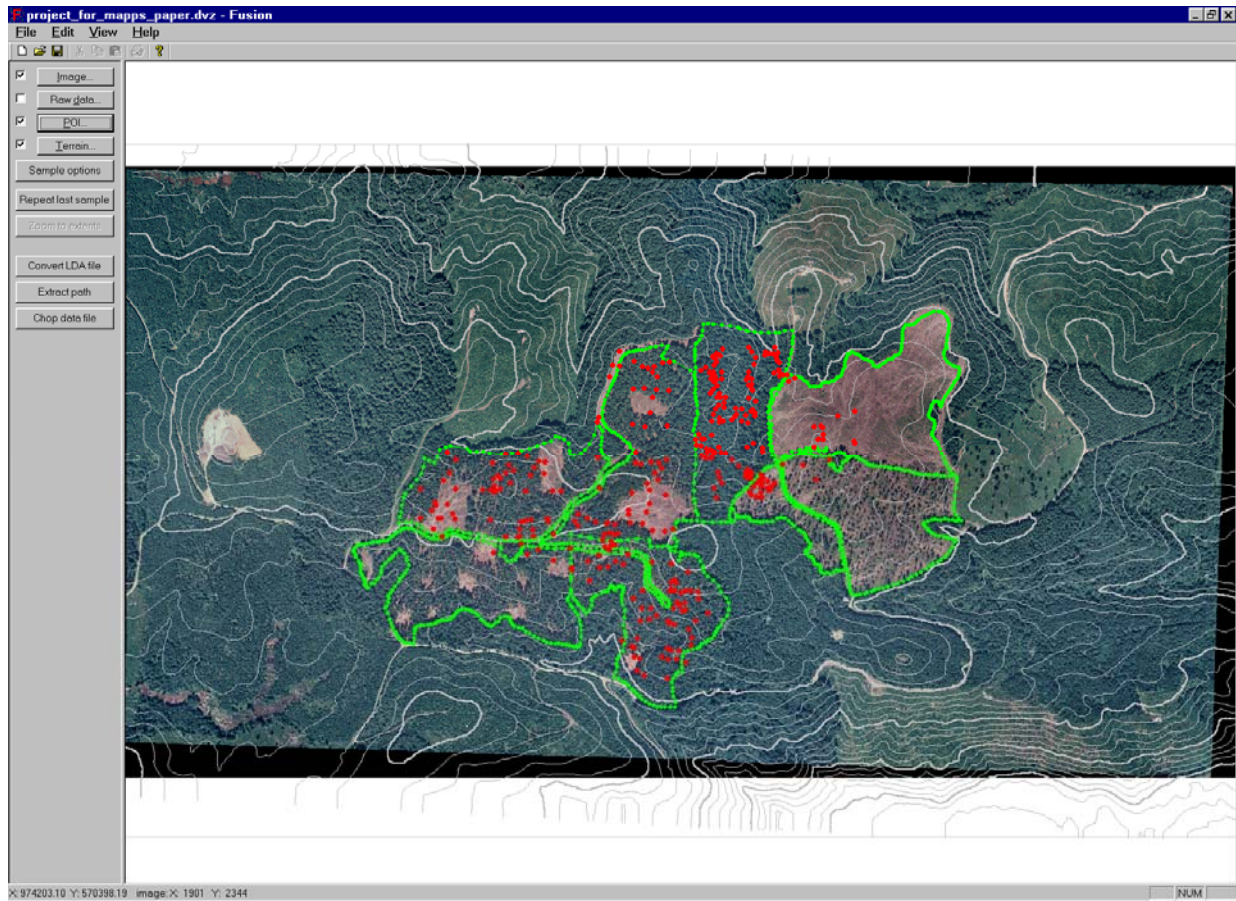 project_for_mapps_paper.dvz - Fusion
File Edit View Help
Image...
Raw data...
POI...
Terrain...
Sample options
Repeat last sample
Zoom to extents
Convert LDA file
Extract path
Chop data file
X: 974203.10 Y: 570398.19 image: X: 1901 Y: 2344
NUM